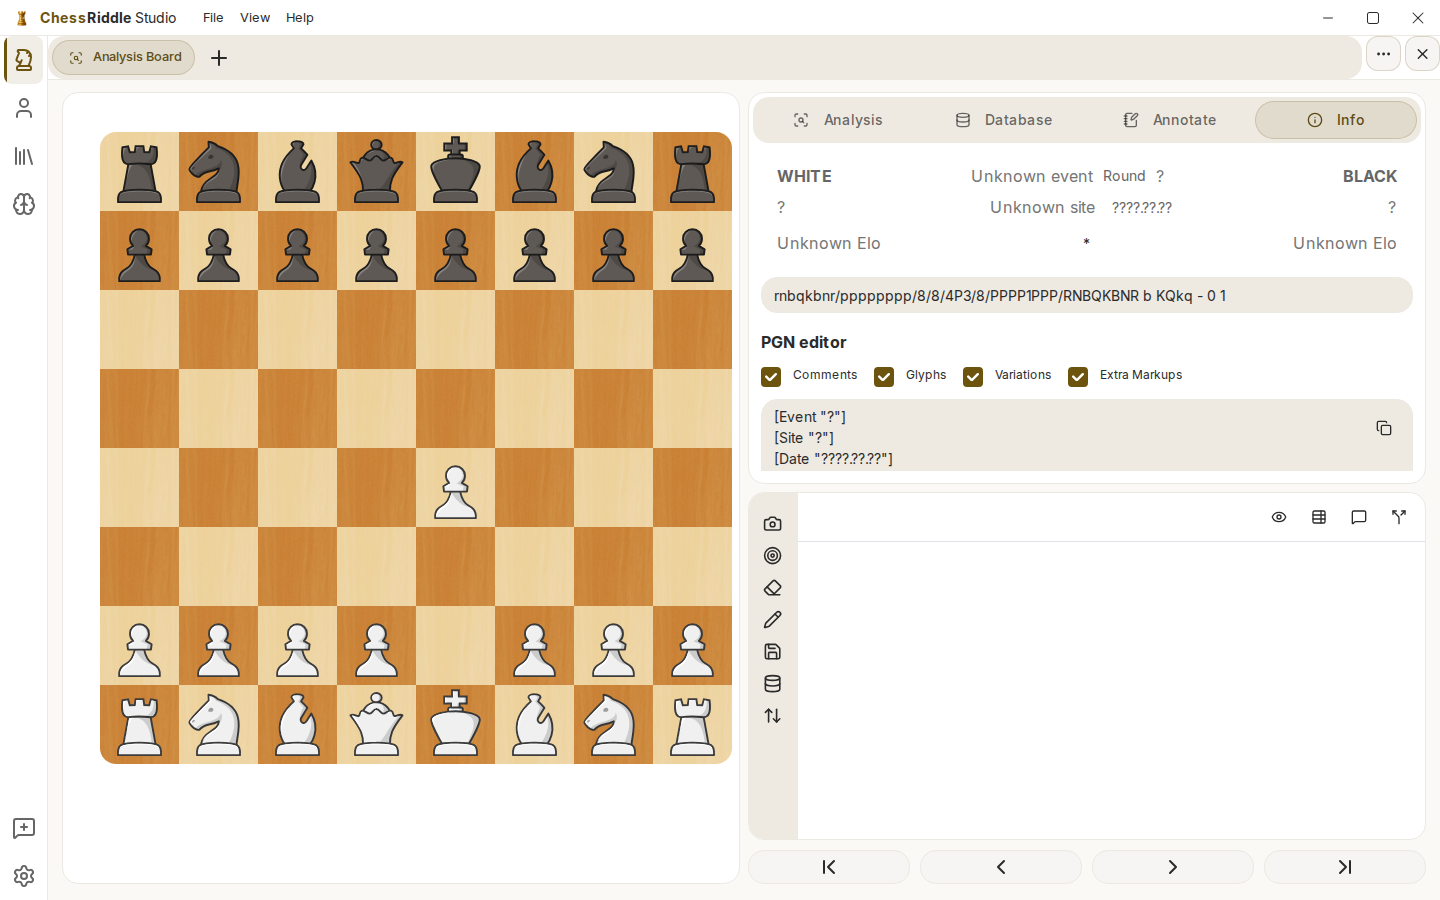 ChessRiddle Studio File View Help
Analysis Board
Analysis Database Annotate Info
WHITE Unknown event Round ? BLACK
? Unknown site ????.??.?? ?
Unknown Elo * Unknown Elo
rnbqkbnr/pppppppp/8/8/4P3/8/PPPP1PPP/RNBQKBNR b KQkq - 0 1
PGN editor
Comments Glyphs Variations Extra Markups
[Event "?"]
[Site "?"]
[Date "????.??.??"]